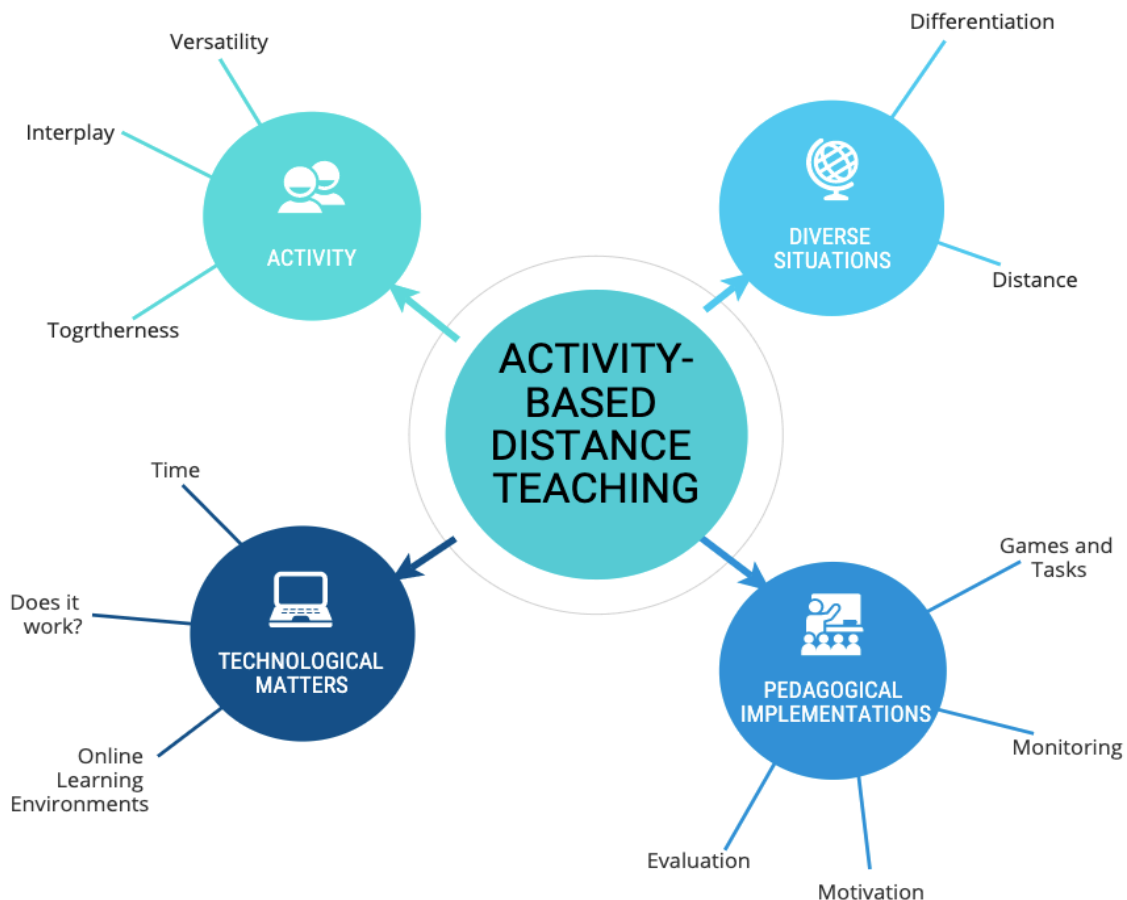 Versatility
Interplay
Togrtherness
ACTIVITY
Differentiation
Distance
DIVERSE
SITUATIONS
ACTIVITY-
BASED
DISTANCE
TEACHING
Time
Does it
work?
Online
Learning
Environments
TECHNOLOGICAL
MATTERS
Games and
Tasks
Monitoring
Motivation
Evaluation
PEDAGOGICAL
IMPLEMENTATIONS